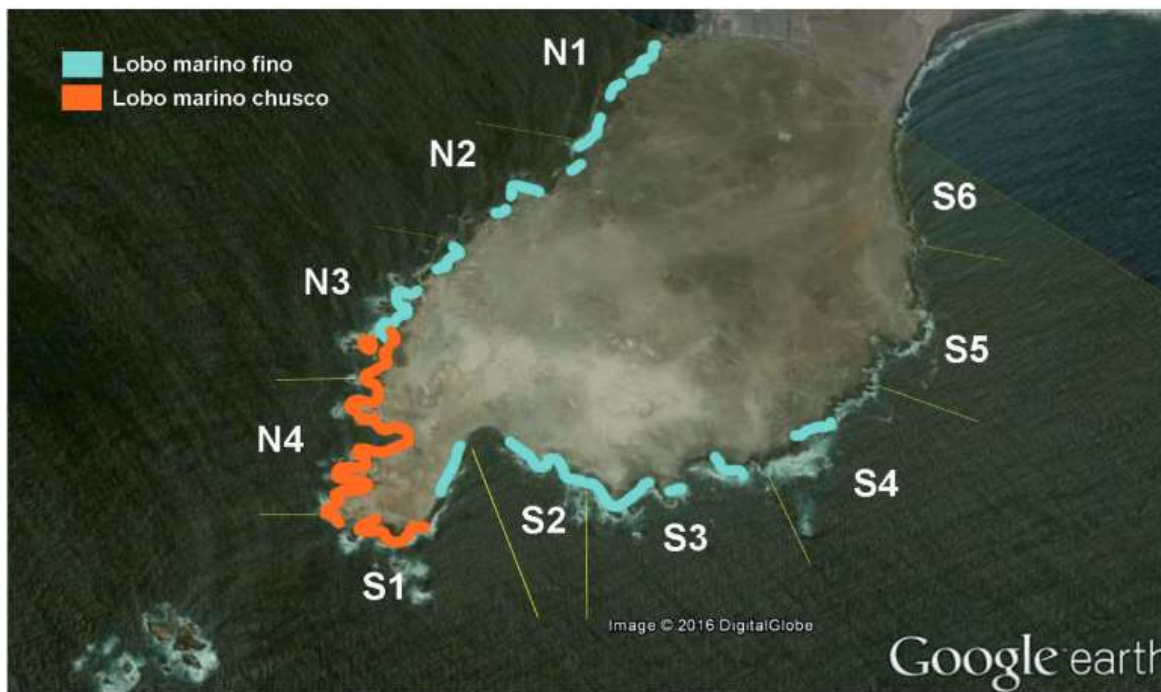 Lobo marino fino
Lobo marino chusco
N1
N2
N3
N4
S1
S2
S3
S4
S5
S6
Image © 2016 DigitalGlobe
Google earth